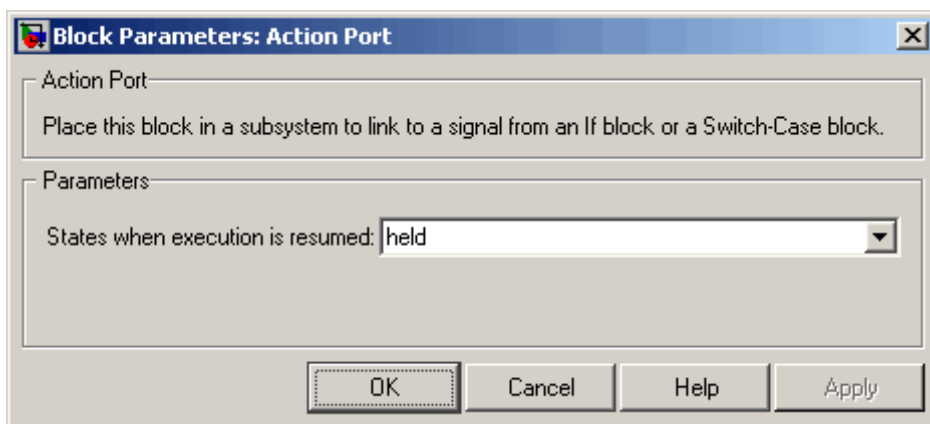 Block Parameters: Action Port
Action Port
Place this block in a subsystem to link to a signal from an If block or a Switch-Case block.
Parameters
States when execution is resumed: held
OK Cancel Help Apply